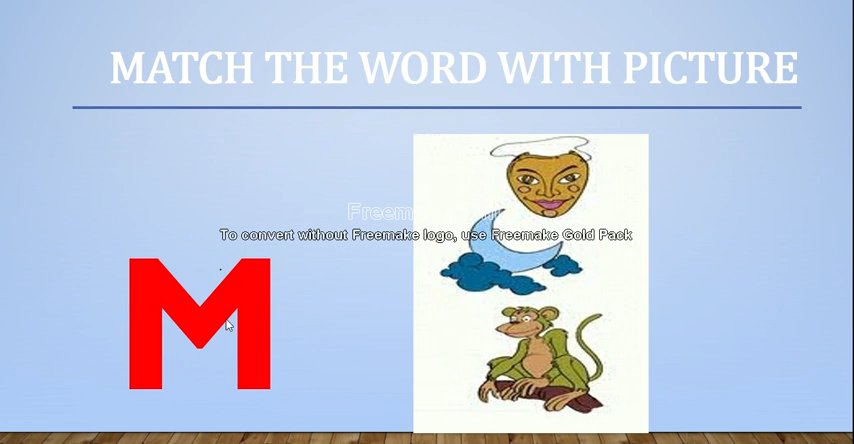 MATCH THE WORD WITH PICTURE
To convert without Freemake logo, use Freemake Gold Pack
M